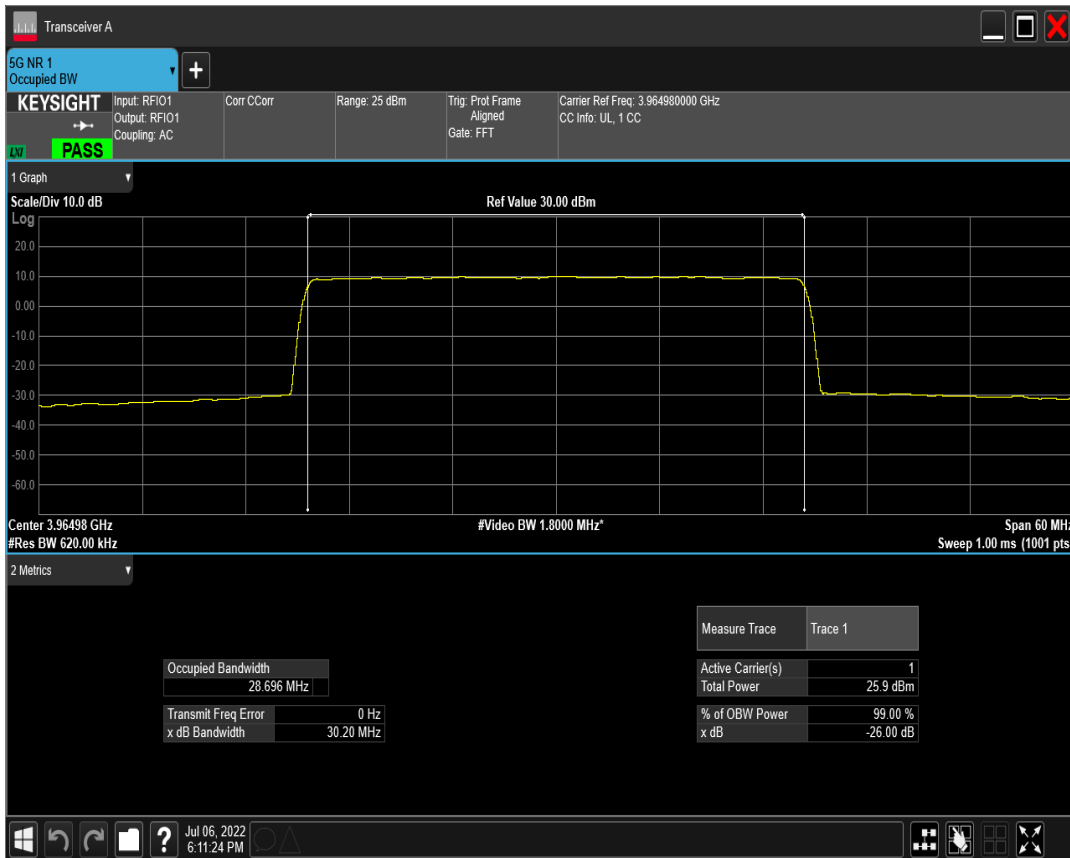 Transceiver A
5G NR 1
Occupied BW
+
KEYSIGHT
LXI
PASS
Input: RFIO1
Output: RFIO1
Coupling: AC
Corr CCorr
Range: 25 dBm
Trig: Prot Frame
Aligned
Gate: FFT
Carrier Ref Freq: 3.964980000 GHz
CC Info: UL, 1 CC
1 Graph
Scale/Div 10.0 dB
Ref Value 30.00 dBm
Log
20.0
10.0
0.00
-10.0
-20.0
-30.0
-40.0
-50.0
-60.0
Center 3.96498 GHz
#Video BW 1.8000 MHz*
Span 60 MHz
#Res BW 620.00 kHz
Sweep 1.00 ms (1001 pts
2 Metrics
Measure Trace Trace 1
Occupied Bandwidth
28.696 MHz
Active Carrier(s) 1
Total Power 25.9 dBm
Transmit Freq Error 0 Hz
x dB Bandwidth 30.20 MHz
% of OBW Power 99.00 %
x dB -26.00 dB
?
Jul 06, 2022
6:11:24 PM